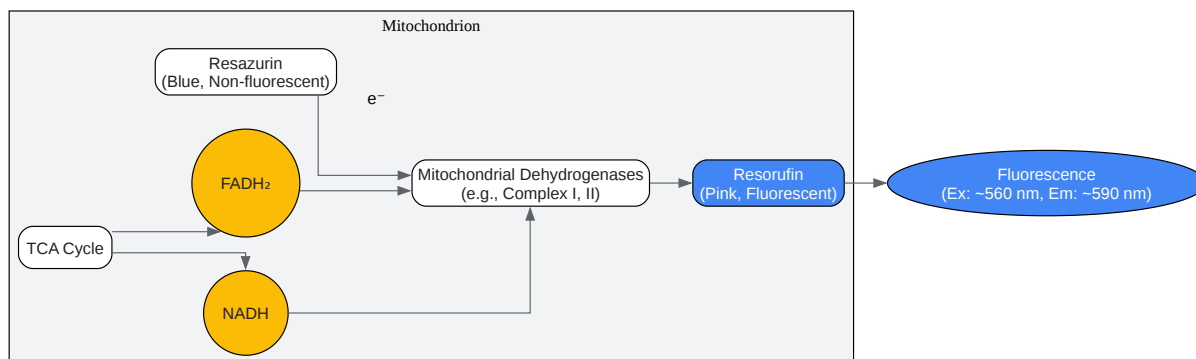 Mitochondrion
Resazurin
(Blue, Non-fluorescent)
e⁻
FADH₂
Mitochondrial Dehydrogenases
(e.g., Complex I, II)
Resorufin
(Pink, Fluorescent)
Fluorescence
(Ex: ~560 nm, Em: ~590 nm)
TCA Cycle
NADH